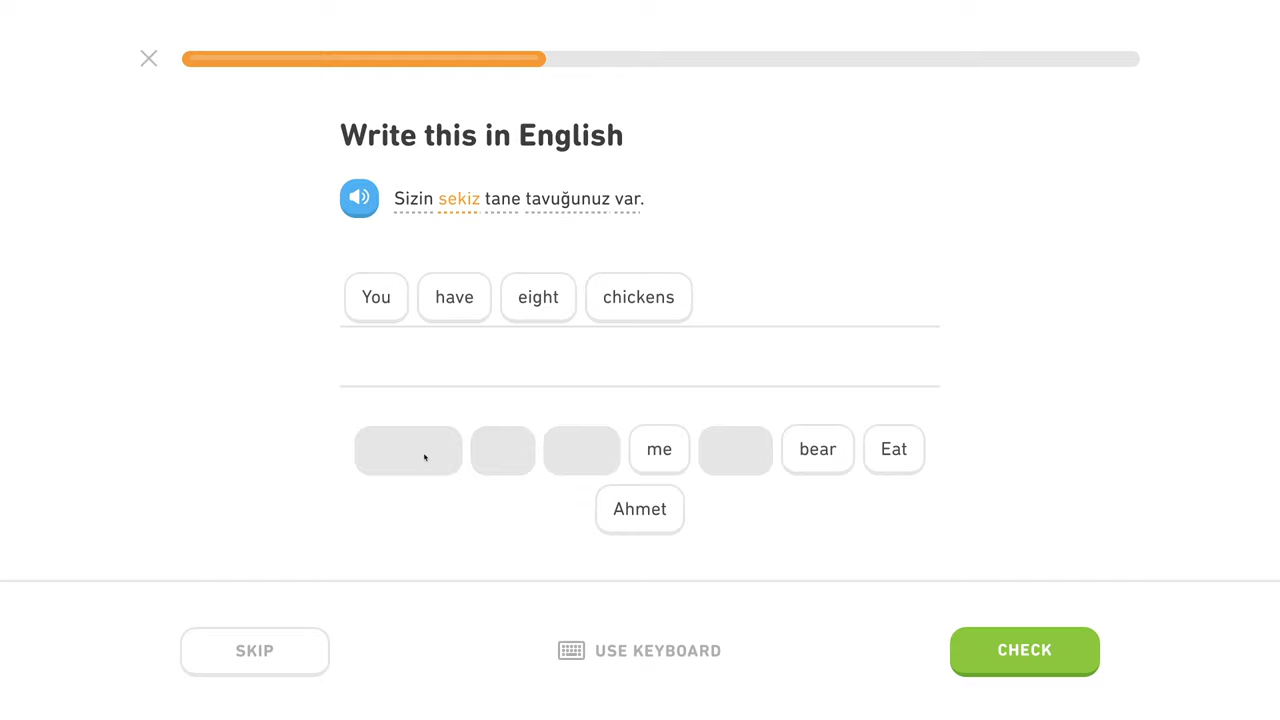 Write this in English
Sizin sekiz tane tavuğunuz var.
You have eight chickens
me bear Eat
Ahmet
SKIP USE KEYBOARD CHECK